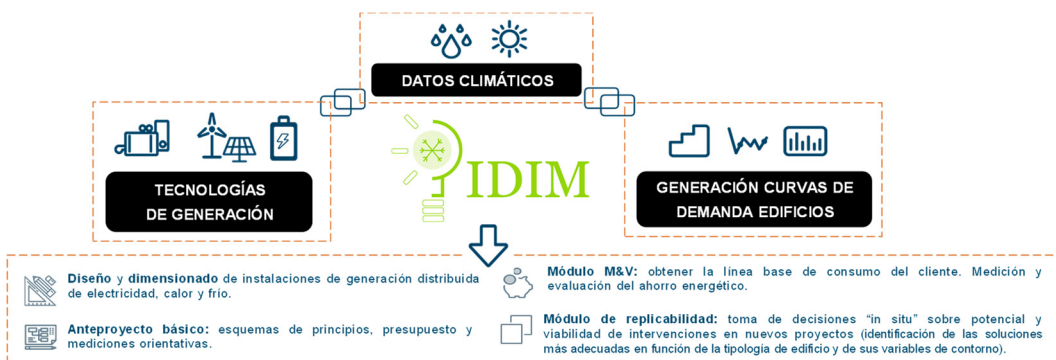 DATOS CLIMÁTICOS
TECNOLOGÍAS
DE GENERACIÓN
IDIM
GENERACIÓN CURVAS DE
DEMANDA EDIFICIOS
Diseño y dimensionado de instalaciones de generación distribuida
de electricidad, calor y frío.
Anteproyecto básico: esquemas de principios, presupuesto y
mediciones orientativas.
Módulo M&V: obtener la línea base de consumo del cliente. Medición y
evaluación del ahorro energético.
Módulo de replicabilidad: toma de decisiones “in situ” sobre potencial y
viabilidad de intervenciones en nuevos proyectos (identificación de las soluciones
más adecuadas en función de la tipología de edificio y de sus variables de contorno).